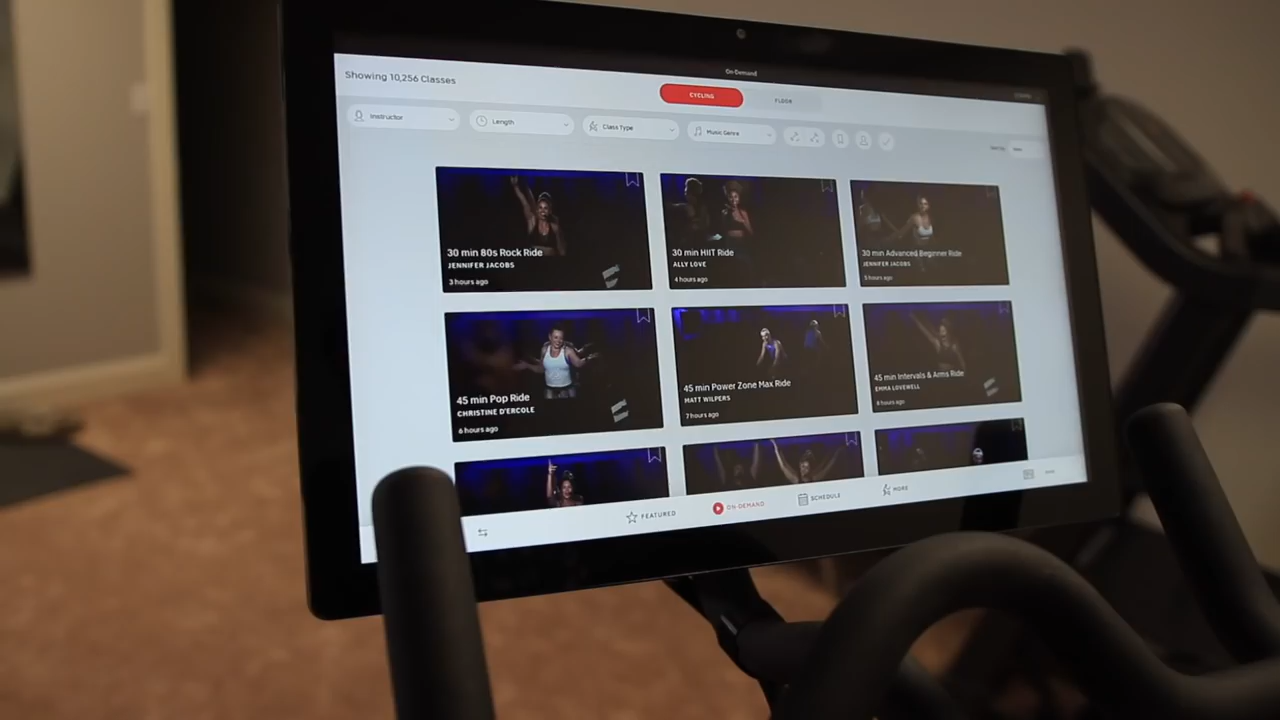 On-Demand
Showing 10,256 Classes
CYCLING
FLOOR
Instructor
Length
Class Type
Music Genre
30 min 80s Rock Ride
JENNIFER JACOBS
3 hours ago
30 min HIIT Ride
ALLY LOVE
4 hours ago
30 min Advanced Beginner Ride
JENNIFER JACOBS
5 hours ago
45 min Pop Ride
CHRISTINE D'ERCOLE
6 hours ago
45 min Power Zone Max Ride
MATT WILPERS
7 hours ago
45 min Intervals & Arms Ride
EMMA LOVEWELL
8 hours ago
FEATURED
ON-DEMAND
SCHEDULE
MORE